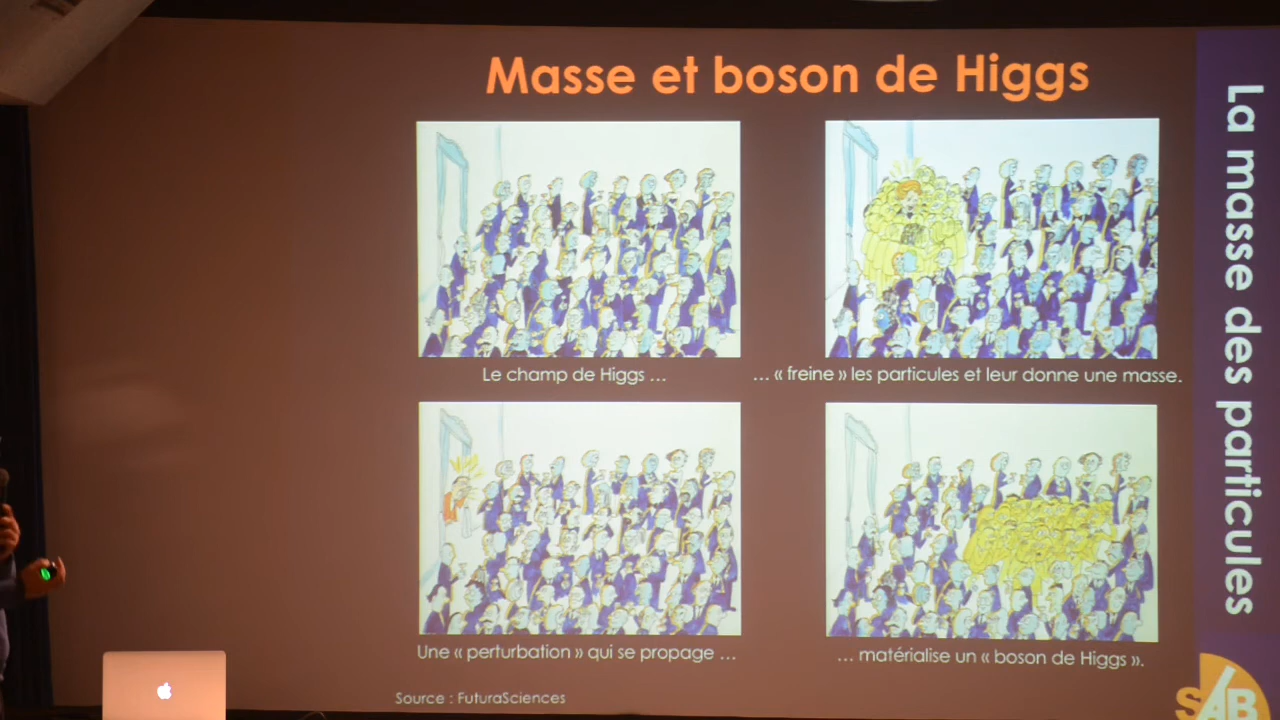 Masse et boson de Higgs
Le champ de Higgs ...
... « freine » les particules et leur donne une masse.
Une « perturbation » qui se propage ...
... matérialise un « boson de Higgs ».
Source : FuturaSciences
La masse des particules
SAB